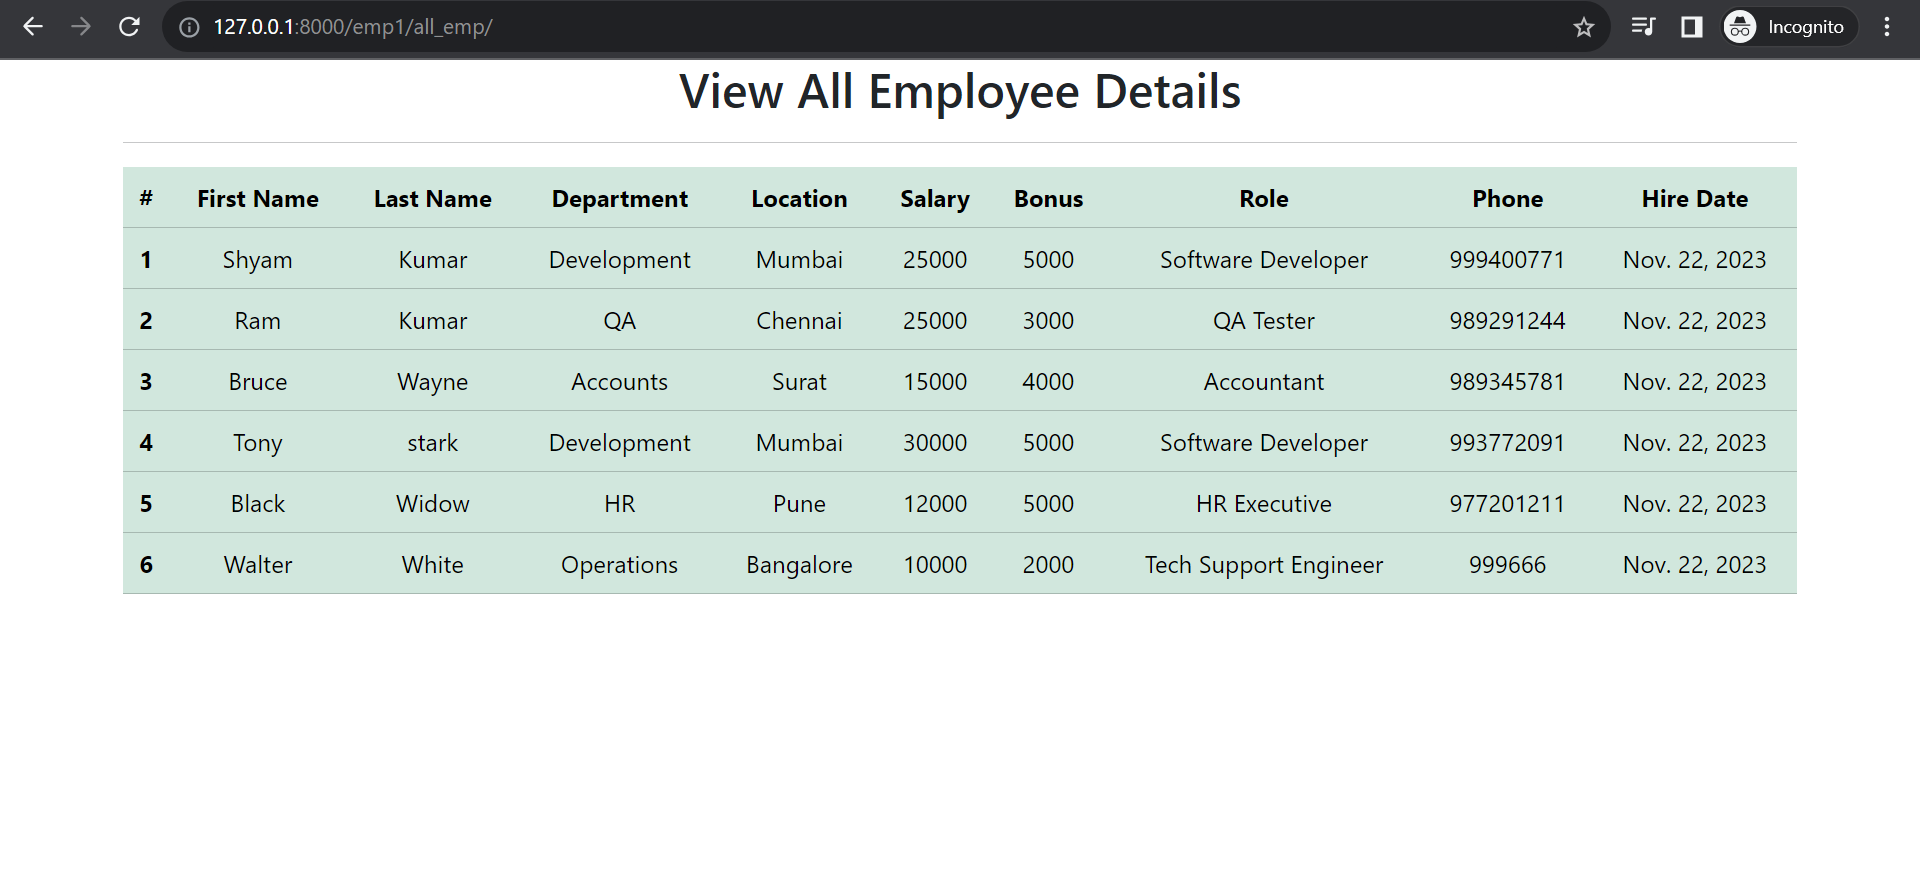 127.0.0.1:8000/emp1/all_emp/ Incognito
View All Employee Details
# First Name Last Name Department Location Salary Bonus Role Phone Hire Date
1 Shyam Kumar Development Mumbai 25000 5000 Software Developer 999400771 Nov. 22, 2023
2 Ram Kumar QA Chennai 25000 3000 QA Tester 989291244 Nov. 22, 2023
3 Bruce Wayne Accounts Surat 15000 4000 Accountant 989345781 Nov. 22, 2023
4 Tony stark Development Mumbai 30000 5000 Software Developer 993772091 Nov. 22, 2023
5 Black Widow HR Pune 12000 5000 HR Executive 977201211 Nov. 22, 2023
6 Walter White Operations Bangalore 10000 2000 Tech Support Engineer 999666 Nov. 22, 2023